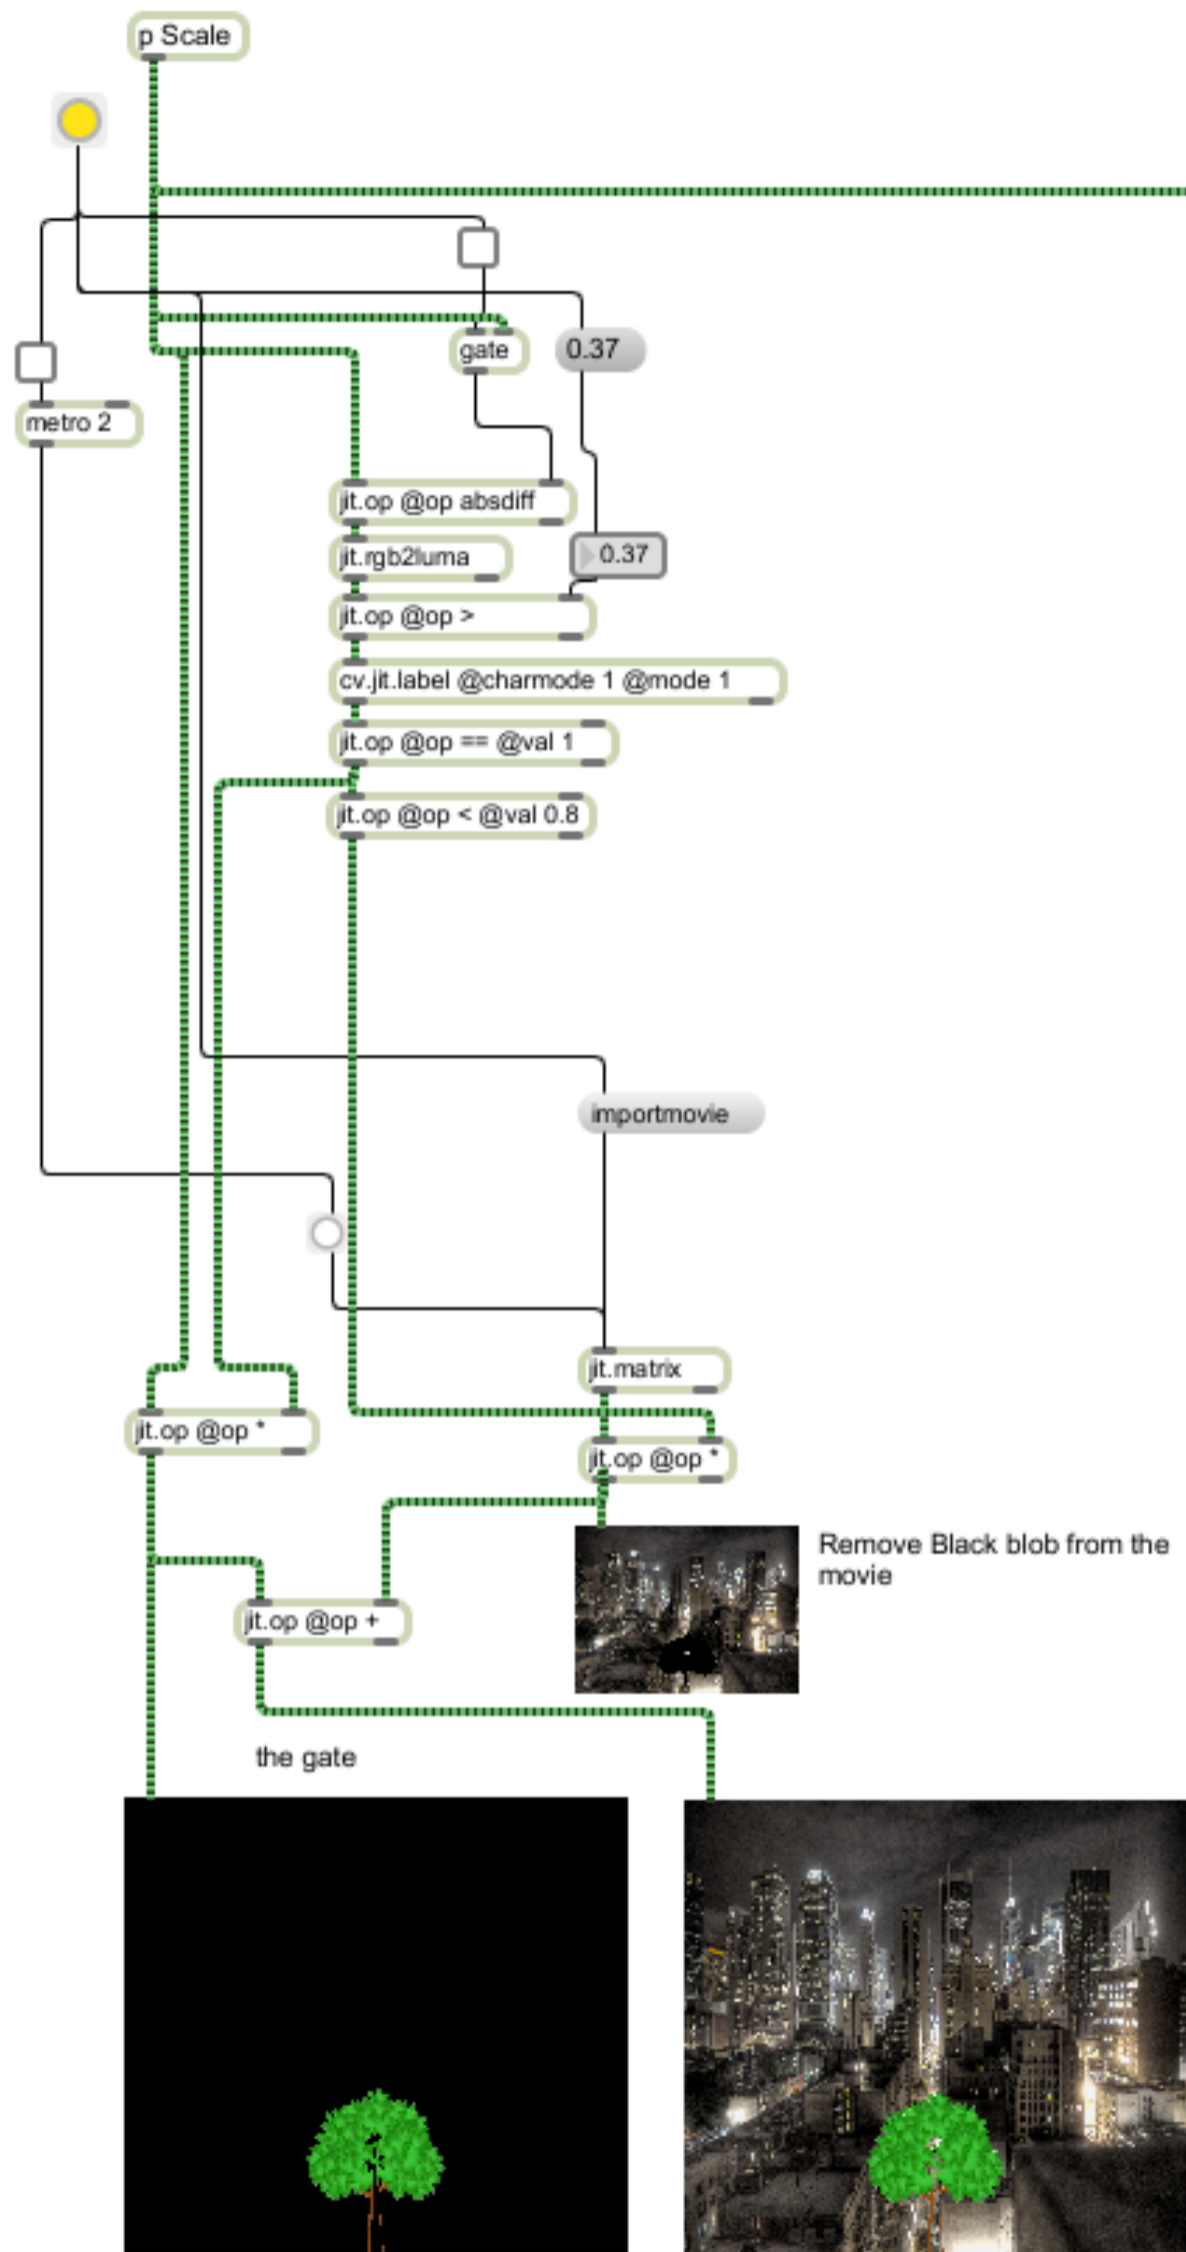 p Scale
gate
0.37
metro 2
jit.op @op absdiff
jit.rgb2luma
0.37
jit.op @op >
cv.jit.label @charmode 1 @mode 1
jit.op @op == @val 1
jit.op @op < @val 0.8
importmovie
jit.matrix
jit.op @op *
jit.op @op *
Remove Black blob from the
movie
jit.op @op +
the gate